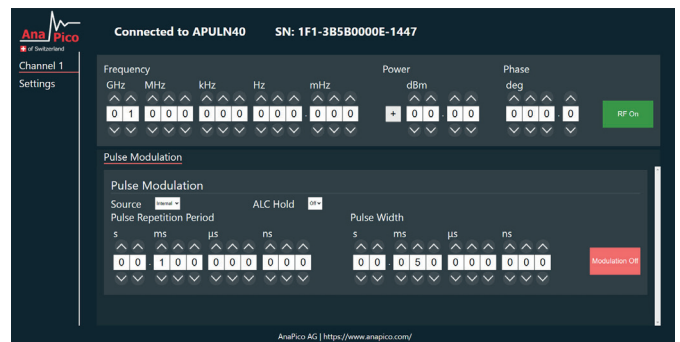 Ana Pico
of Switzerland
Connected to APULN40 SN: 1F1-3B5B0000E-1447
Channel 1
Settings
Frequency Power Phase
GHz MHz kHz Hz mHz dBm deg
0 1 0 0 0 0 0 0 0 0 0 . 0 0 0 + 0 0 . 0 0 0 0 0 . 0 RF On
Pulse Modulation
Pulse Modulation
Source Internal ALC Hold Off
Pulse Repetition Period Pulse Width
s ms µs ns s ms µs ns
0 0 . 1 0 0 0 0 0 0 0 0 0 0 . 0 5 0 0 0 0 0 0 0 Modulation Off
AnaPico AG | https://www.anapico.com/